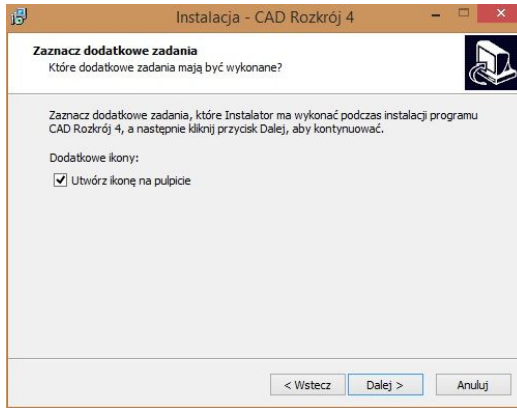 Instalacja - CAD Rozkrój 4
Zaznacz dodatkowe zadania
Które dodatkowe zadania mają być wykonane?
Zaznacz dodatkowe zadania, które Instalator ma wykonać podczas instalacji programu
CAD Rozkrój 4, a następnie kliknij przycisk Dalej, aby kontynuować.
Dodatkowe ikony:
Utwórz ikonę na pulpicie
< Wstecz
Dalej >
Anuluj